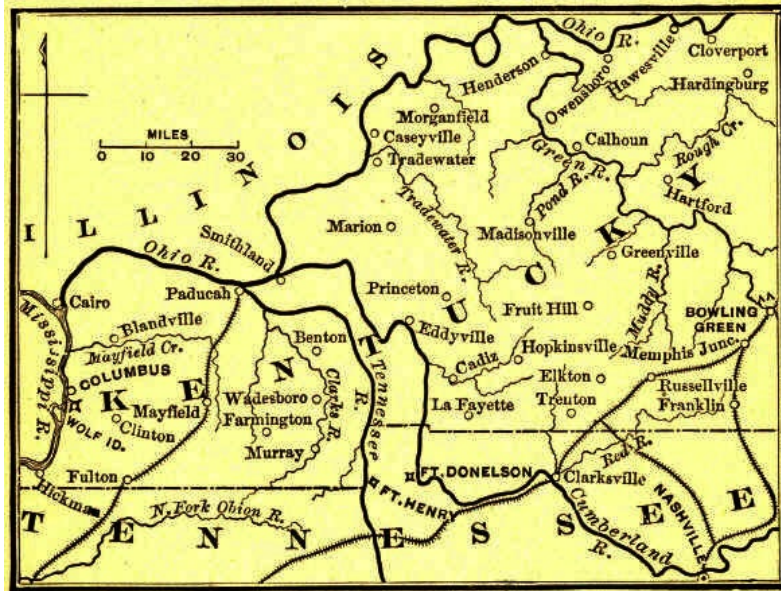 Ohio R.
Cloverport
Henderson
Owensboro
Hawesville
Hardingburg
Morganfield
MILES
0 10 20 30
Caseyville
Calhoun
Rough Cr.
Tradewater
Green R.
ILLINOIS
Pond R.
Hartford
Tradewater R.
Marion
Madisonville
Greenville
Smithland
Ohio R.
Princeton
Muddy R.
Paducah
Cairo
Fruit Hill
BOWLING
GREEN
Mississippi R.
Blandville
Eddyville
Mayfield Cr.
Benton
Hopkinsville
Memphis Junc.
Cadiz
COLUMBUS
KENTUCKY
Elkton
Russellville
Wadesboro
Clarks R.
Tennessee
R.
Mayfield
La Fayette
Trenton
Franklin
WOLF ID.
Clinton
Farmington
Murray
Red R.
Fulton
FT. DONELSON
Clarksville
Hickman
FT. HENRY
NASHVILLE
N. Fork Obion R.
Cumberland
R.
TENNESSEE